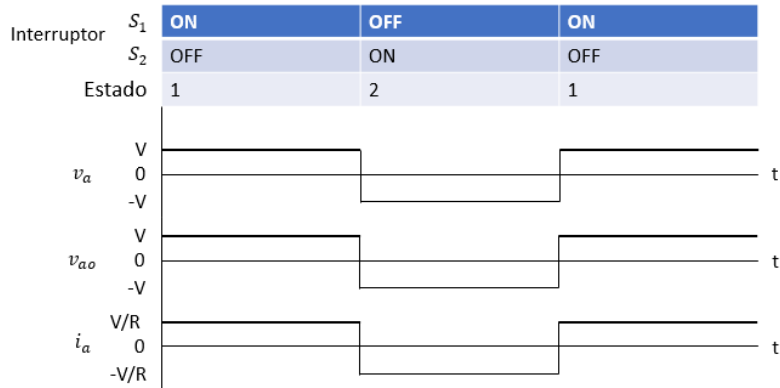 Interruptor S₁ ON OFF ON
S₂ OFF ON OFF
Estado 1 2 1
V
vₐ 0 t
-V
V
vₐₒ 0 t
-V
V/R
iₐ 0 t
-V/R